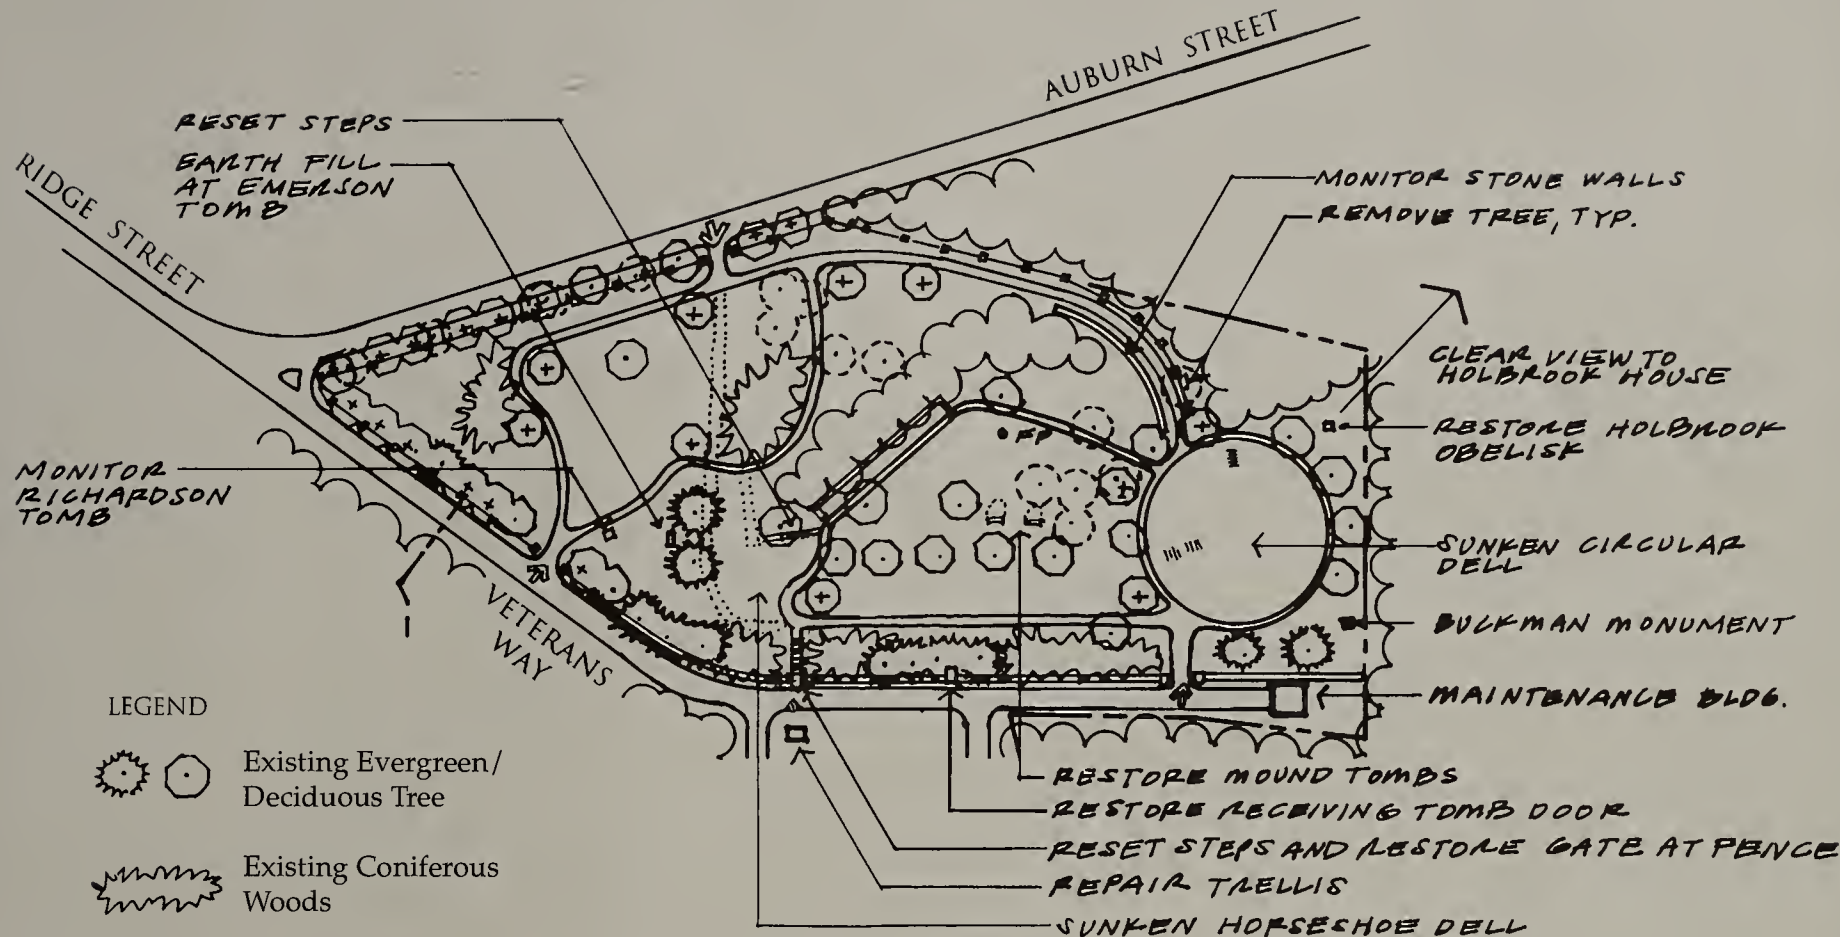 AUBURN STREET
RIDGE STREET
RESET STEPS
EARTH FILL
AT EMERSON
TOMB
MONITOR STONE WALLS
REMOVE TREE, TYP.
CLEAR VIEW TO
HOLBROOK HOUSE
RESTORE HOLBROOK
OBELISK
FP
MONITOR
RICHARDSON
TOMB
SUNKEN CIRCULAR
DELL
VETERANS
WAY
BUCKMAN MONUMENT
MAINTENANCE BLDG.
LEGEND
Existing Evergreen/
Deciduous Tree
Existing Coniferous
Woods
RESTORE MOUND TOMBS
RESTORE RECEIVING TOMB DOOR
RESET STEPS AND RESTORE GATE AT FENCE
REPAIR TRELLIS
SUNKEN HORSESHOE DELL